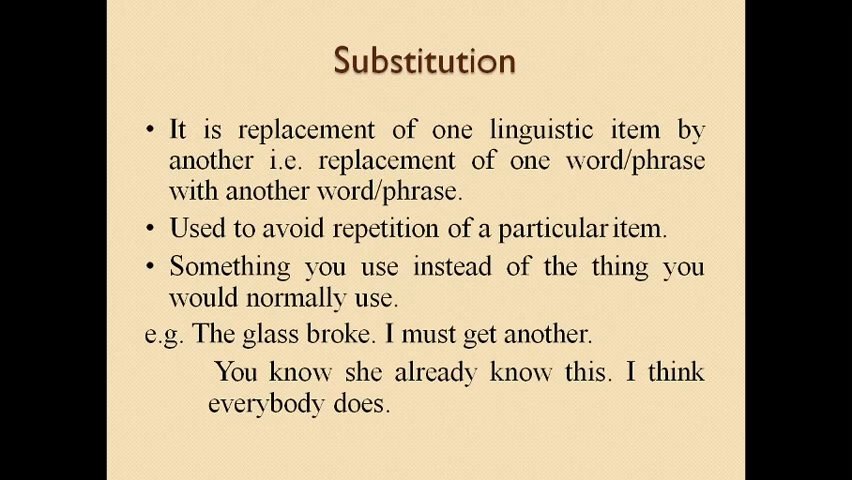 Substitution
• It is replacement of one linguistic item by
another i.e. replacement of one word/phrase
with another word/phrase.
• Used to avoid repetition of a particular item.
• Something you use instead of the thing you
would normally use.
e.g. The glass broke. I must get another.
You know she already know this. I think
everybody does.